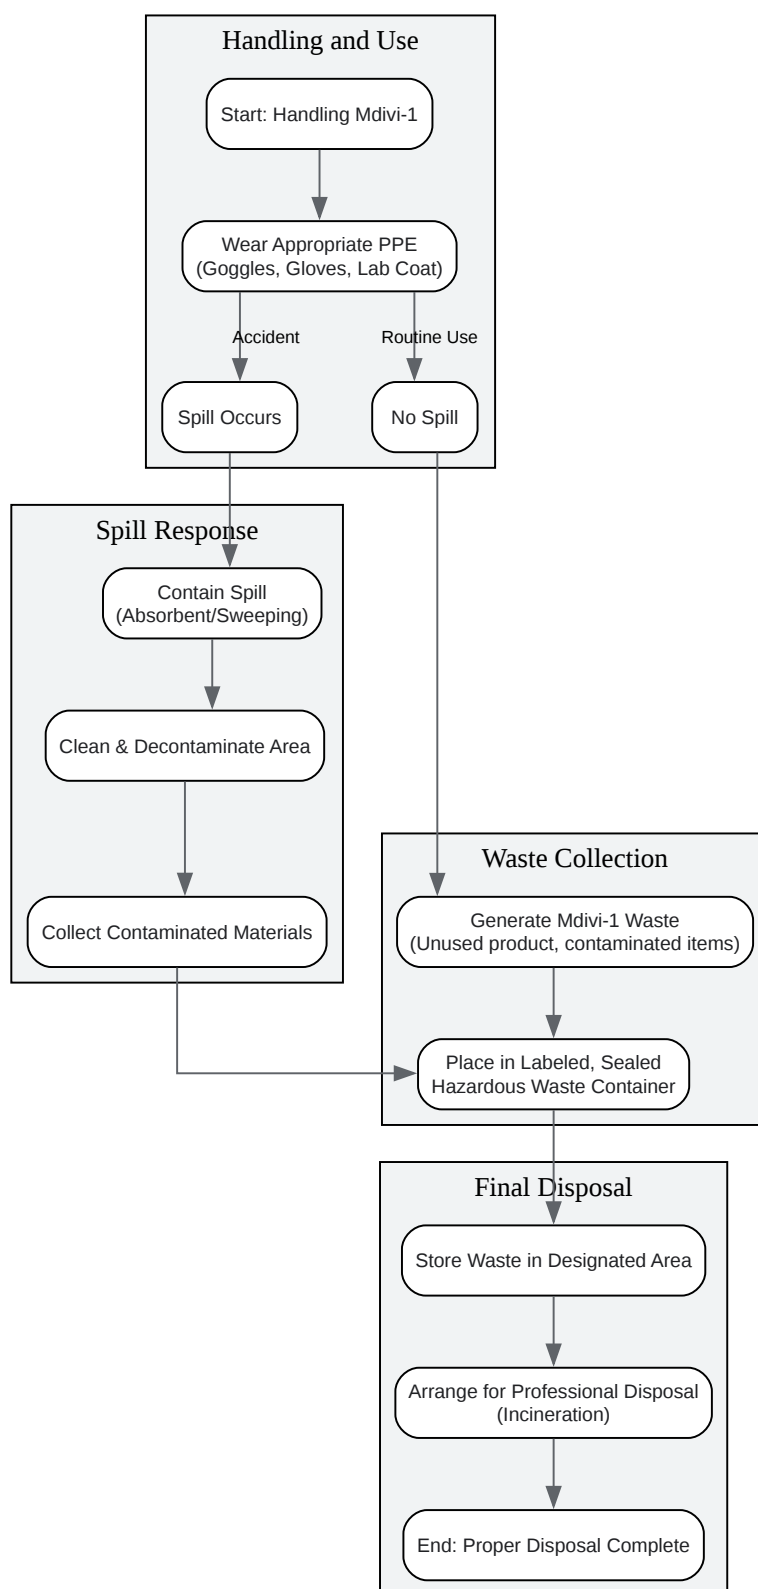 Handling and Use
Start: Handling Mdivi-1
Wear Appropriate PPE
(Goggles, Gloves, Lab Coat)
Accident
Routine Use
Spill Occurs
No Spill
Spill Response
Contain Spill
(Absorbent/Sweeping)
Clean & Decontaminate Area
Collect Contaminated Materials
Waste Collection
Generate Mdivi-1 Waste
(Unused product, contaminated items)
Place in Labeled, Sealed
Hazardous Waste Container
Final Disposal
Store Waste in Designated Area
Arrange for Professional Disposal
(Incineration)
End: Proper Disposal Complete